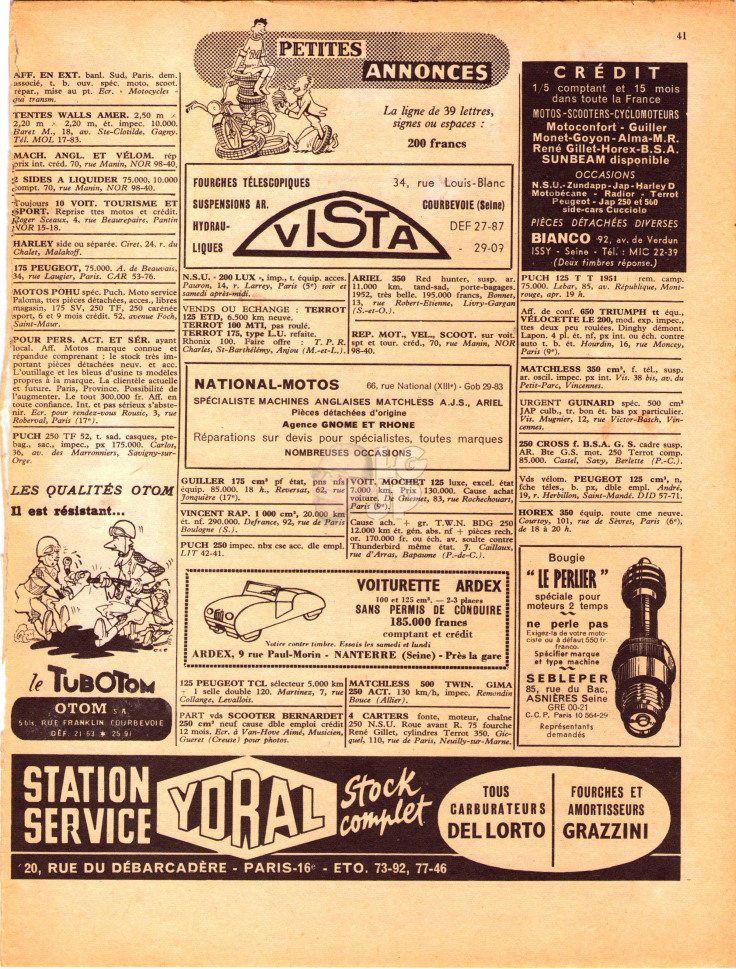 41
PETITES
ANNONCES
La ligne de 39 lettres,
signes ou espaces :
200 francs
AFF. EN EXT. banl. Sud, Paris, dem.
associé, t. b. ouv. spéc. moto, scoot.
répar., mise au pt. Ecr. « Motocycles »
qui transm.
TENTES WALLS AMER. 2,50 m ×
2,20 m × 2,20 m, ét. impec. 10.000.
Baret M., 18, av. Ste-Clotilde, Gagny.
Tél. MOL 17-83.
MACH. ANGL. ET VÉLOM. rép
prix int. créd. 70, rue Manin, NOR 98-40.
2 SIDES A LIQUIDER 75.000, 10.000
compt. 70, rue Manin, NOR 98-40.
Toujours 10 VOIT. TOURISME ET
SPORT. Reprise ttes motos et crédit.
Roger Sceaux, 4, rue Beaurepaire, Pantin
NOR 15-18.
HARLEY side ou séparée. Ciret, 24, r. du
Chalet, Malakoff.
175 PEUGEOT, 75.000. A. de Beauvais,
34, rue Laugier, Paris. CAR 53-76.
MOTOS POHU spéc. Puch. Moto service
Paloma, ttes pièces détachées, acces., libres
magasin, 175 SV, 250 TF, 250 carénée
sport, 6 et 9 mois crédit. 52, avenue Foch,
Saint-Maur.
POUR PERS. ACT. ET SÉR. ayant
local. Aff. Motos marque connue et
répandue comprenant : le stock très im-
portant pièces détachées neuv. et acc.
L'outillage et les bleus d'usine ts modèles
propres à la marque. La clientèle actuelle
et future. Paris, Province. Possibilité de
l'augmenter. Le tout 300.000 fr. Aff. en
toute confiance. Int. et pas sérieux s'abste-
nir. Ecr. pour rendez-vous Rousic, 3, rue
Roberval, Paris (17e).
PUCH 250 TF 52, t. sad. casques, pte-
bag., sac., impec., px 175.000. Carlos,
36, av. des Marronniers, Savigny-sur-
Orge.
LES QUALITÉS OTOM
Il est résistant...
le TUBOTOM
OTOM S.A.
5bis, RUE FRANKLIN COURBEVOIE
DÉF. 21-63 * 25-91
FOURCHES TÉLESCOPIQUES
SUSPENSIONS AR.
HYDRAU-
LIQUES
VISTA
34, rue Louis-Blanc
COURBEVOIE (Seine)
DEF 27-87
- 29-09
N.S.U. - 200 LUX », imp., t. équip. acces.
Pauron, 14, r. Larrey, Paris (5e) soir et
samedi après-midi.
VENDS OU ECHANGE : TERROT
125 ETD, 6.500 km neuve.
TERROT 100 MTI, pas roulé.
TERROT 175, type L.U. refaite.
Rhonix 100. Faire offre : T. P. R.
Charles, St-Barthélémy, Anjou (M.-et-L.).
ARIEL 350 Red hunter, susp. ar.
11.000 km. tand-sad, porte-bagages.
1952, très belle. 195.000 francs, Bonnet,
13, rue Robert-Etienne, Livry-Gargan
(S.-et-O.).
REP. MOT., VEL., SCOOT. sur voit.
spt et tour. créd., 70, rue Manin, NOR
98-40.
NATIONAL-MOTOS 66, rue National (XIIIe) - Gob 29-83
SPÉCIALISTE MACHINES ANGLAISES MATCHLESS A.J.S., ARIEL
Pièces détachées d'origine
Agence GNOME ET RHONE
Réparations sur devis pour spécialistes, toutes marques
NOMBREUSES OCCASIONS
GUILLER 175 cm³ pf état, pns nfs
équip. 85.000. 18 h., Reversat, 62, rue
Jonquière (17e).
VINCENT RAP. 1 000 cm³, 20.000 km
ét. nf. 290.000. Defrance, 92, rue de Paris
Boulogne (S.).
PUCH 250 impec. nbx cse acc. dle empl.
LIT 42-41.
VOIT. MOCHET 125 luxe, excel. état
7.000 km, Prix 130.000. Cause achat
voiture. De Guenet, 83, rue Rochechouart,
Paris (9e).
Cause ach. + gr. T.W.N. BDG 250
12.000 km ét. gén. abs. nf + pièces rech.
or. 170.000 fr. ou éch. av. soulte contre
Thunderbird même état. J. Caillaux,
rue d'Arras, Bapaume (P.-de-C.).
VOITURETTE ARDEX
100 et 125 cm³. — 2-3 places
SANS PERMIS DE CONDUIRE
185.000 francs
comptant et crédit
Notice contre timbre. Essais les samedi et lundi
ARDEX, 9 rue Paul-Morin - NANTERRE (Seine) - Près la gare
125 PEUGEOT TCL sélecteur 5.000 km
+ 1 selle double 120. Martinez, 7, rue
Collange, Levallois.
PART vds SCOOTER BERNARDET
250 cm³ neuf cause dble emploi crédit
12 mois. Ecr. à Van-Hove Aimé, Musicien,
Gueret (Creuse) pour photos.
MATCHLESS 500 TWIN. GIMA
250 ACT. 130 km/h, impec. Remondin
Bouce (Allier).
4 CARTERS fonte, moteur, chaîne
250 N.S.U. Roue avant R. 75 fourche
René Gillet, cylindres Terrot 350. Gic-
quel, 110, rue de Paris, Neuilly-sur-Marne.
CRÉDIT
1/5 comptant et 15 mois
dans toute la France
MOTOS-SCOOTERS-CYCLOMOTEURS
Motoconfort - Guiller
Monet-Goyon-Alma-M.R.
René Gillet-Horex-B.S.A.
SUNBEAM disponible
OCCASIONS
N.S.U.-Zundapp-Jap-Harley D
Motobécane - Radior - Terrot
Peugeot - Jap 250 et 500
side-cars Cucciolo
PIÈCES DÉTACHÉES DIVERSES
BIANCO 92, av. de Verdun
ISSY - Seine - Tél. : MIC 22-39
(Deux timbres réponse.)
PUCH 125 T T 1951 rem. camp.
75.000. Lebar, 85, av. République, Mont-
rouge, apr. 19 h.
Aff. de conf. 650 TRIUMPH et équ.
VÉLOCETTE LE 200, mod. exp. impec.,
ttes deux peu roulées. Dinghy démont.
Lapon. 4 pl. ét. nf, px int. ou éch. contre
auto t. b. ét. Hourdin, 16, rue Moncey,
Paris (9e).
MATCHLESS 350 cm³, f. tél., susp.
ar. oscil. impec. px int. Vis. 38 bis, av. du
Petit-Parc, Vincennes.
URGENT GUINARD spéc. 500 cm³
JAP culb., tr. bon ét. bas px particulier.
Vis. Mugnier, 12, rue Victor-Basch, Vin-
cennes.
250 CROSS f. B.S.A. G. S. cadre susp.
AR. Bte G.S. mot. 250 Terrot comp.
85.000. Castel, Savy, Berlette (P.-C.).
Vds vélom. PEUGEOT 125 cm³, n,
fche téles., b. px, dble empl. André,
19, r. Herbillon, Saint-Mandé. DID 57-71.
HOREX 350 équip. route cme neuve.
Courtoy, 101, rue de Sèvres, Paris (6e),
de 18 à 20 h.
Bougie
"LE PERLIER"
spéciale pour
moteurs 2 temps
ne perle pas
Exigez-la de votre moto-
ciste ou à défaut 550 fr.
franco.
Spécifier marque
et type machine
SEBLEPER
85, rue du Bac,
ASNIÈRES Seine
GRE 00-21
C.C.P. Paris 10 564-29
Représentants
demandés
STATION
SERVICE
YDRAL
Stock
complet
TOUS
CARBURATEURS
DELLORTO
FOURCHES ET
AMORTISSEURS
GRAZZINI
20, RUE DU DÉBARCADÈRE - PARIS-16e - ETO. 73-92, 77-46